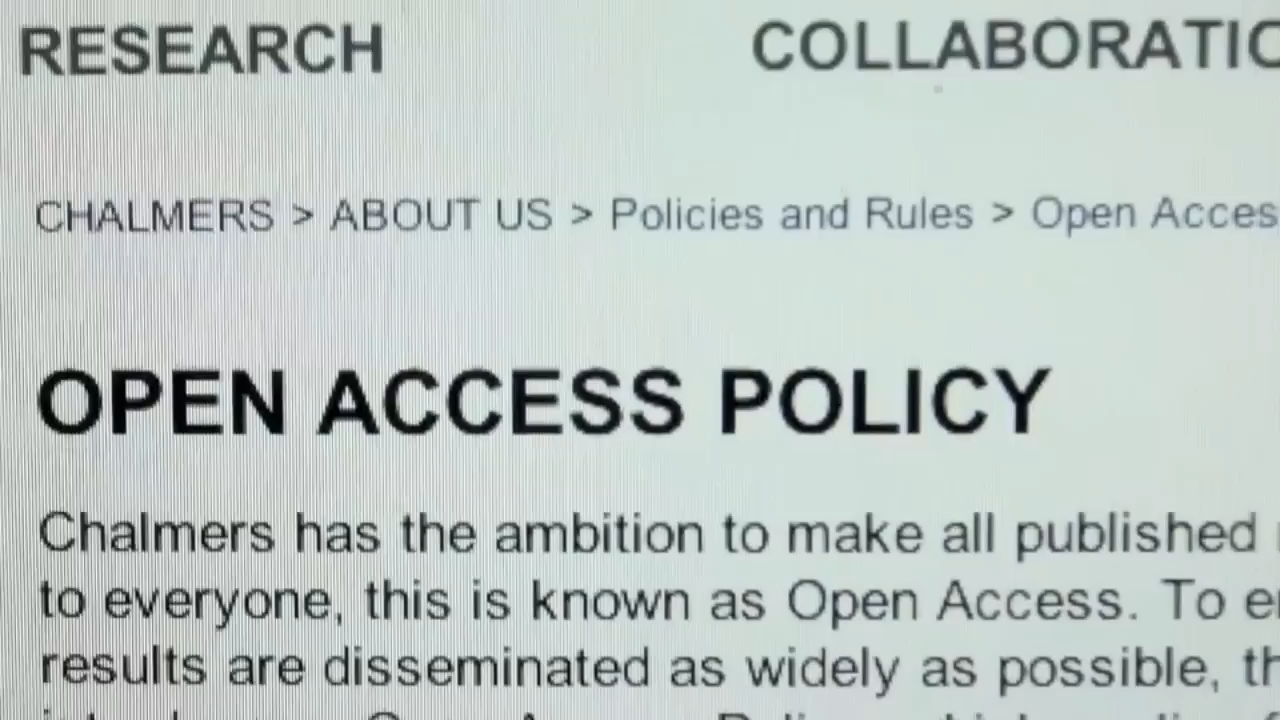 RESEARCH COLLABORATIO
CHALMERS > ABOUT US > Policies and Rules > Open Acces
OPEN ACCESS POLICY
Chalmers has the ambition to make all published
to everyone, this is known as Open Access. To e
results are disseminated as widely as possible, th